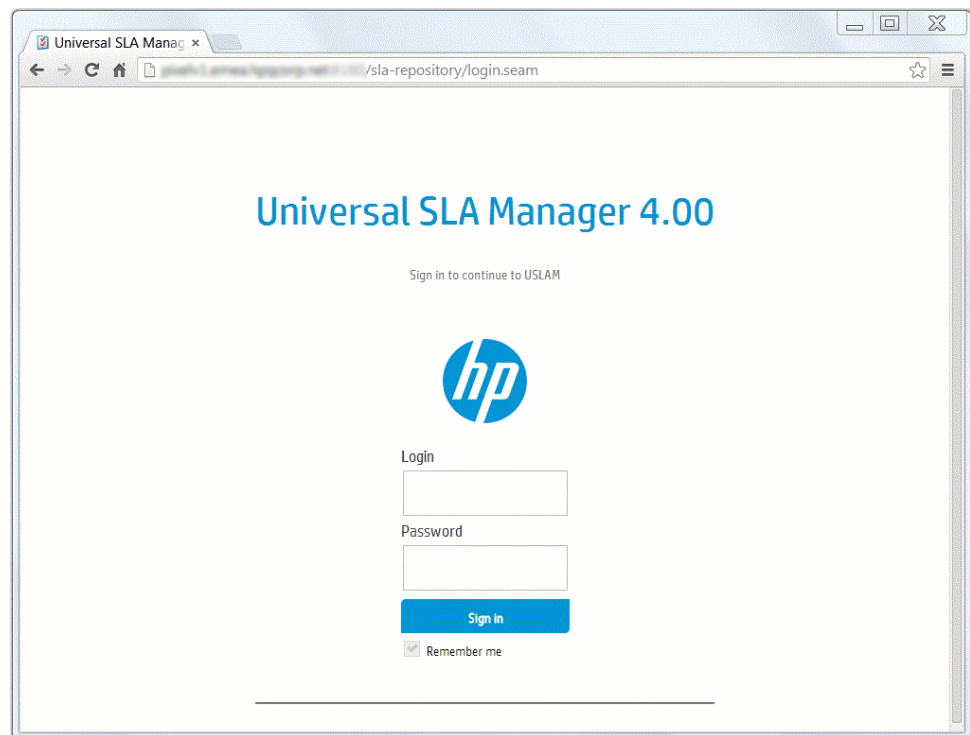 Universal SLA Manag
/sla-repository/login.seam
Universal SLA Manager 4.00
Sign in to continue to USLAM
hp
Login
Password
Sign In
Remember me